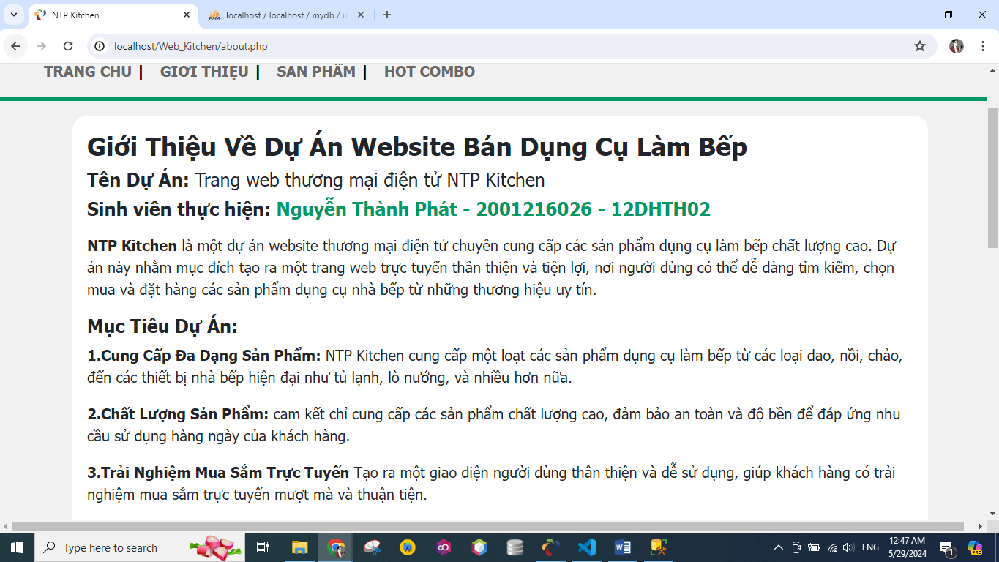 NTP Kitchen
localhost / localhost / mydb / u
localhost/Web_Kitchen/about.php
TRANG CHỦ | GIỚI THIỆU | SẢN PHẨM | HOT COMBO
Giới Thiệu Về Dự Án Website Bán Dụng Cụ Làm Bếp
Tên Dự Án: Trang web thương mại điện tử NTP Kitchen
Sinh viên thực hiện: Nguyễn Thành Phát - 2001216026 - 12DHTH02
NTP Kitchen là một dự án website thương mại điện tử chuyên cung cấp các sản phẩm dụng cụ làm bếp chất lượng cao. Dự
án này nhằm mục đích tạo ra một trang web trực tuyến thân thiện và tiện lợi, nơi người dùng có thể dễ dàng tìm kiếm, chọn
mua và đặt hàng các sản phẩm dụng cụ nhà bếp từ những thương hiệu uy tín.
Mục Tiêu Dự Án:
1.Cung Cấp Đa Dạng Sản Phẩm: NTP Kitchen cung cấp một loạt các sản phẩm dụng cụ làm bếp từ các loại dao, nồi, chảo,
đến các thiết bị nhà bếp hiện đại như tủ lạnh, lò nướng, và nhiều hơn nữa.
2.Chất Lượng Sản Phẩm: cam kết chỉ cung cấp các sản phẩm chất lượng cao, đảm bảo an toàn và độ bền để đáp ứng nhu
cầu sử dụng hàng ngày của khách hàng.
3.Trải Nghiệm Mua Sắm Trực Tuyến Tạo ra một giao diện người dùng thân thiện và dễ sử dụng, giúp khách hàng có trải
nghiệm mua sắm trực tuyến mượt mà và thuận tiện.
Type here to search
ENG
12:47 AM
5/29/2024
1
PRE